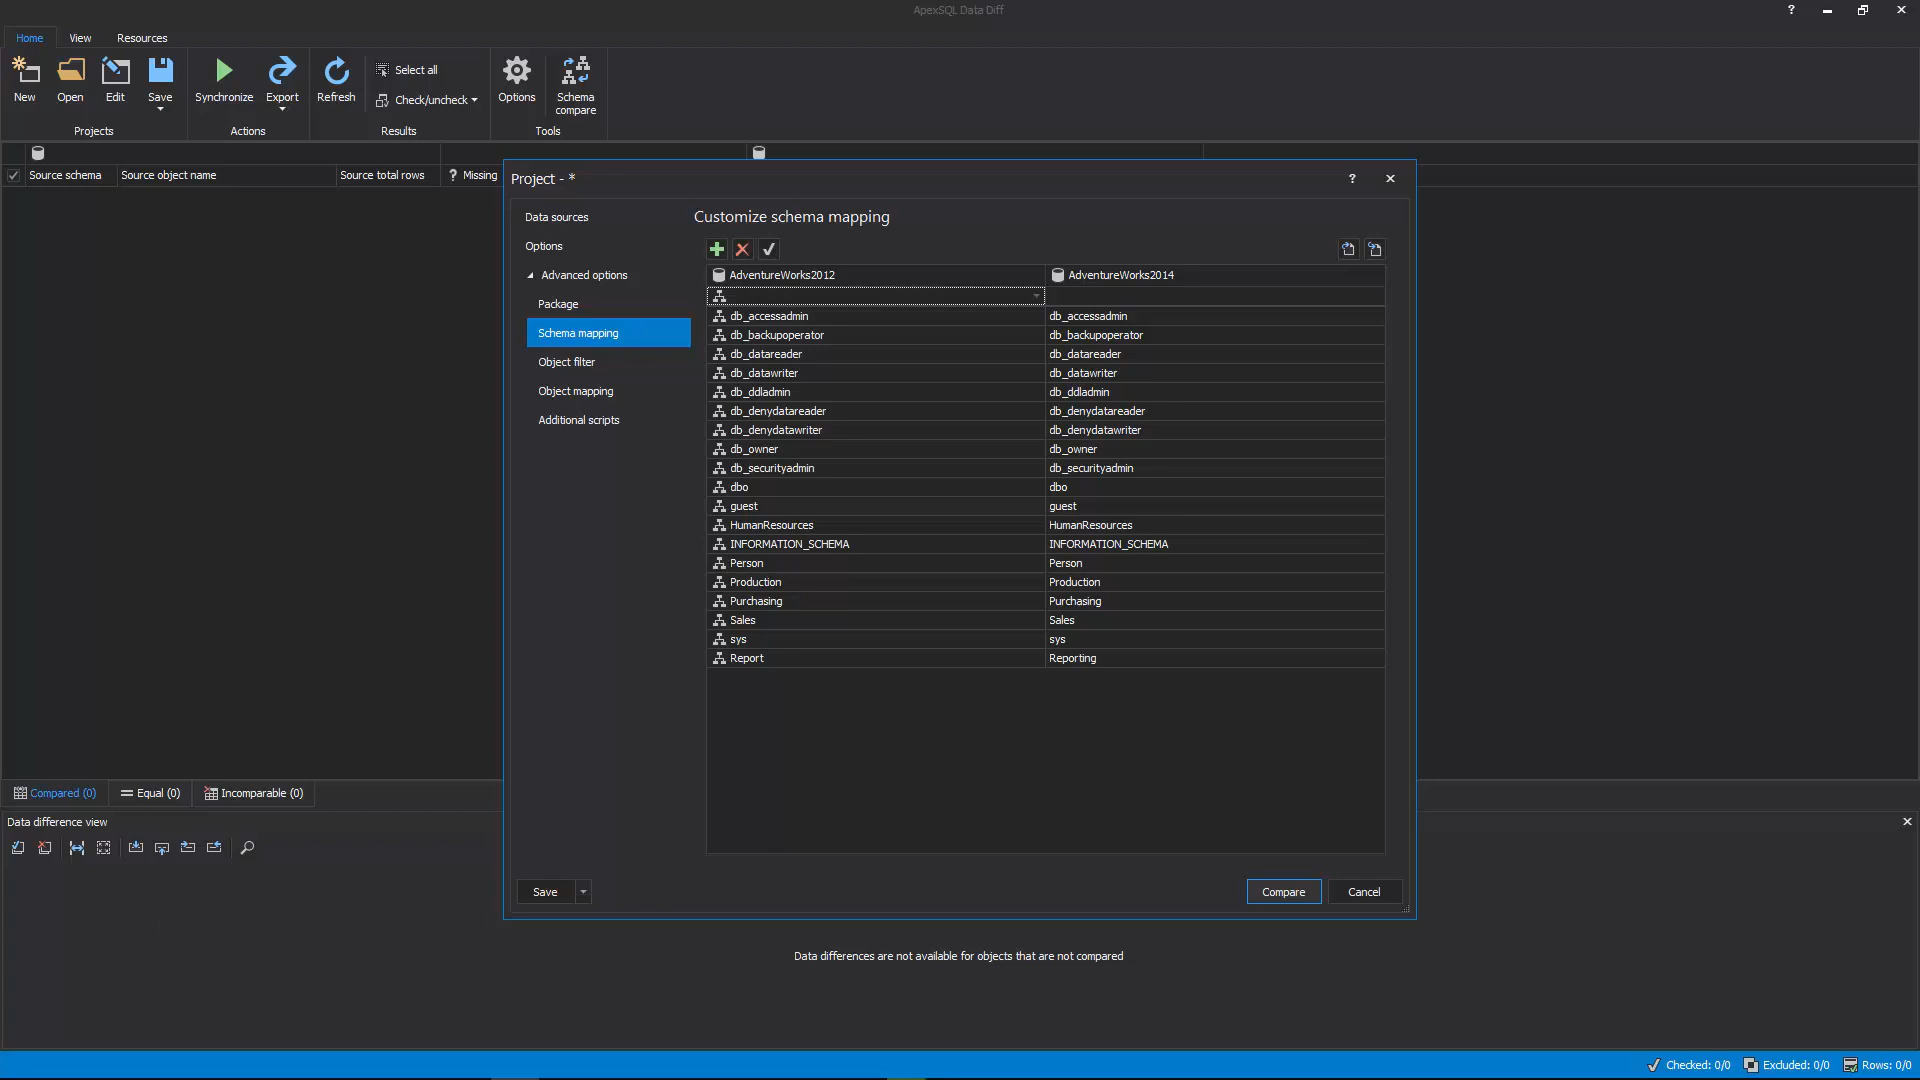 ApexSQL Data Diff
?
Home View Resources
New Open Edit Save Synchronize Export Refresh Select all Check/uncheck Options Schema compare
Projects Actions Results Tools
Source schema Source object name Source total rows ? Missing
Project - * ?
Data sources
Options
Advanced options
Package
Schema mapping
Object filter
Object mapping
Additional scripts
Customize schema mapping
AdventureWorks2012 AdventureWorks2014
db_accessadmin db_accessadmin
db_backupoperator db_backupoperator
db_datareader db_datareader
db_datawriter db_datawriter
db_ddladmin db_ddladmin
db_denydatareader db_denydatareader
db_denydatawriter db_denydatawriter
db_owner db_owner
db_securityadmin db_securityadmin
dbo dbo
guest guest
HumanResources HumanResources
INFORMATION_SCHEMA INFORMATION_SCHEMA
Person Person
Production Production
Purchasing Purchasing
Sales Sales
sys sys
Report Reporting
Save Compare Cancel
Compared (0) Equal (0) Incomparable (0)
Data difference view
Data differences are not available for objects that are not compared
Checked: 0/0 Excluded: 0/0 Rows: 0/0